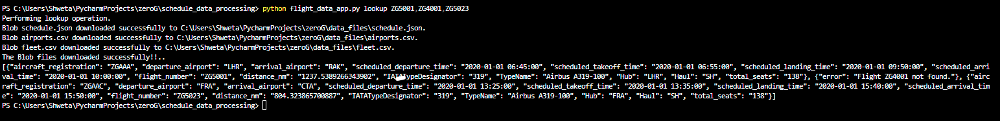 PS C:\Users\Shweta\PycharmProjects\zeroG\schedule_data_processing> python flight_data_app.py lookup ZG5001,ZG4001,ZG5023
Performing lookup operation.
Blob schedule.json downloaded successfully to C:\Users\Shweta\PycharmProjects\zeroG\data_files\schedule.json.
Blob airports.csv downloaded successfully to C:\Users\Shweta\PycharmProjects\zeroG\data_files\airports.csv.
Blob fleet.csv downloaded successfully to C:\Users\Shweta\PycharmProjects\zeroG\data_files\fleet.csv.
The Blob files downloaded successfully!!..
[{"aircraft_registration": "ZGAAA", "departure_airport": "LHR", "arrival_airport": "RAK", "scheduled_departure_time": "2020-01-01 06:45:00", "scheduled_takeoff_time": "2020-01-01 06:55:00", "scheduled_landing_time": "2020-01-01 09:50:00", "scheduled_arri
val_time": "2020-01-01 10:00:00", "flight_number": "ZG5001", "distance_nm": "1237.5389266343902", "IATATypeDesignator": "319", "TypeName": "Airbus A319-100", "Hub": "LHR", "Haul": "SH", "total_seats": "138"}, {"error": "Flight ZG4001 not found."}, {"airc
raft_registration": "ZGAAC", "departure_airport": "FRA", "arrival_airport": "CTA", "scheduled_departure_time": "2020-01-01 13:25:00", "scheduled_takeoff_time": "2020-01-01 13:35:00", "scheduled_landing_time": "2020-01-01 15:40:00", "scheduled_arrival_tim
e": "2020-01-01 15:50:00", "flight_number": "ZG5023", "distance_nm": "804.323865700887", "IATATypeDesignator": "319", "TypeName": "Airbus A319-100", "Hub": "FRA", "Haul": "SH", "total_seats": "138"}]
PS C:\Users\Shweta\PycharmProjects\zeroG\schedule_data_processing>